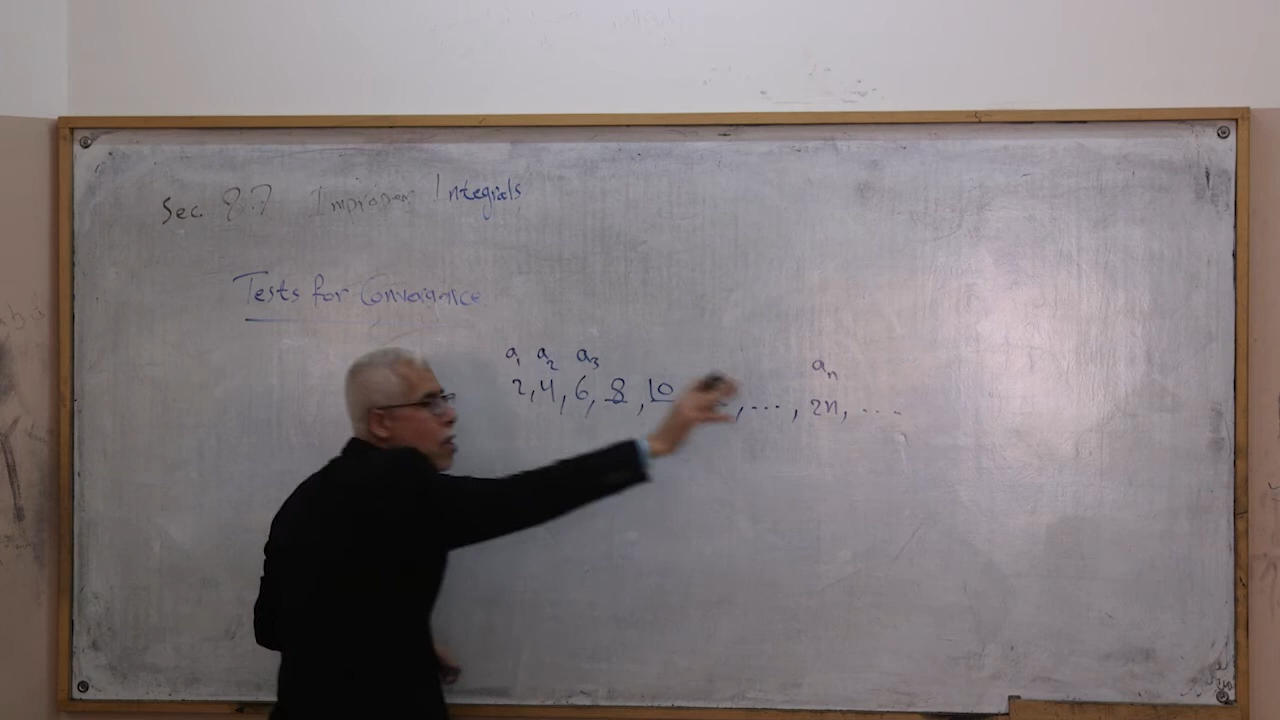 Sec. 8.7 Improper Integrals
Tests for Convergence
a₁ a₂ a₃ aₙ
2, 4, 6, 8, 10 , ..., 2n, ...